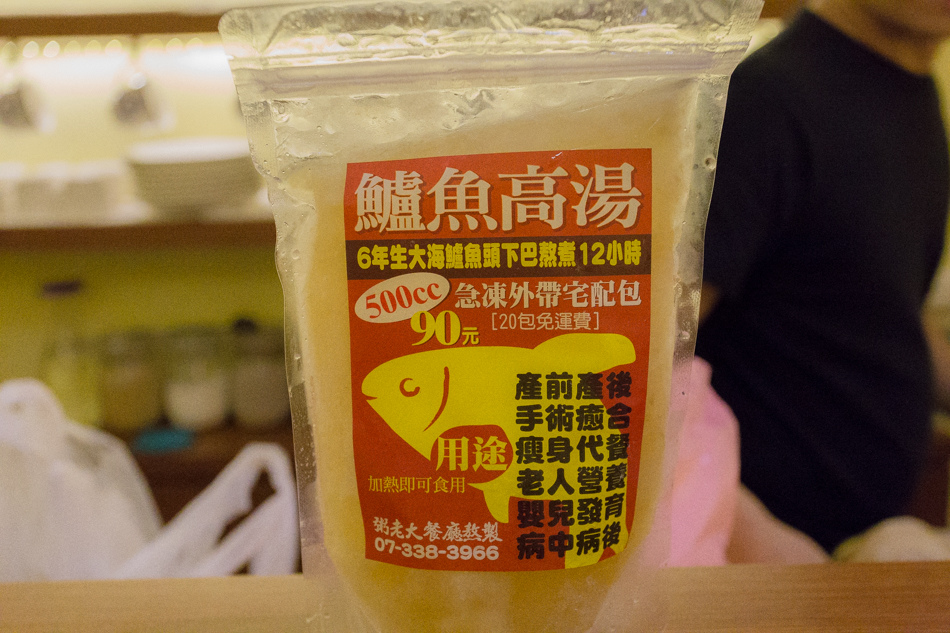 鱸魚高湯
6年生大海鱸魚頭下巴熬煮12小時
500cc 急凍外帶宅配包
90元 [20包免運費]
產前產後
手術癒合
瘦身代餐
老人營養
嬰兒發育
病中病後
用途
加熱即可食用
粥老大餐廳熬製
07-338-3966